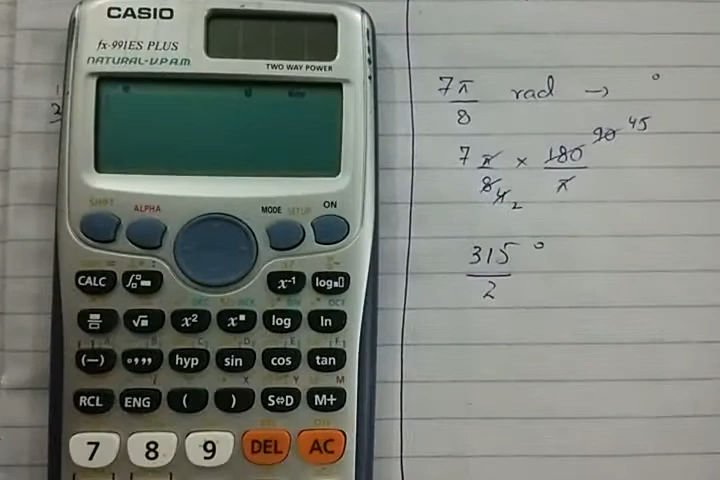 CASIO
fx-991ES PLUS
NATURAL-V.P.A.M.
TWO WAY POWER
SHIFT
ALPHA
MODE SETUP
ON
CALC
x⁻¹
log
x²
log
ln
(−)
hyp
sin
cos
tan
RCL
ENG
(
)
S⇔D
M+
7
8
9
DEL
AC
7π/8 rad → °
7 π/8 × 180/π
90 45
4 2
315/2 °